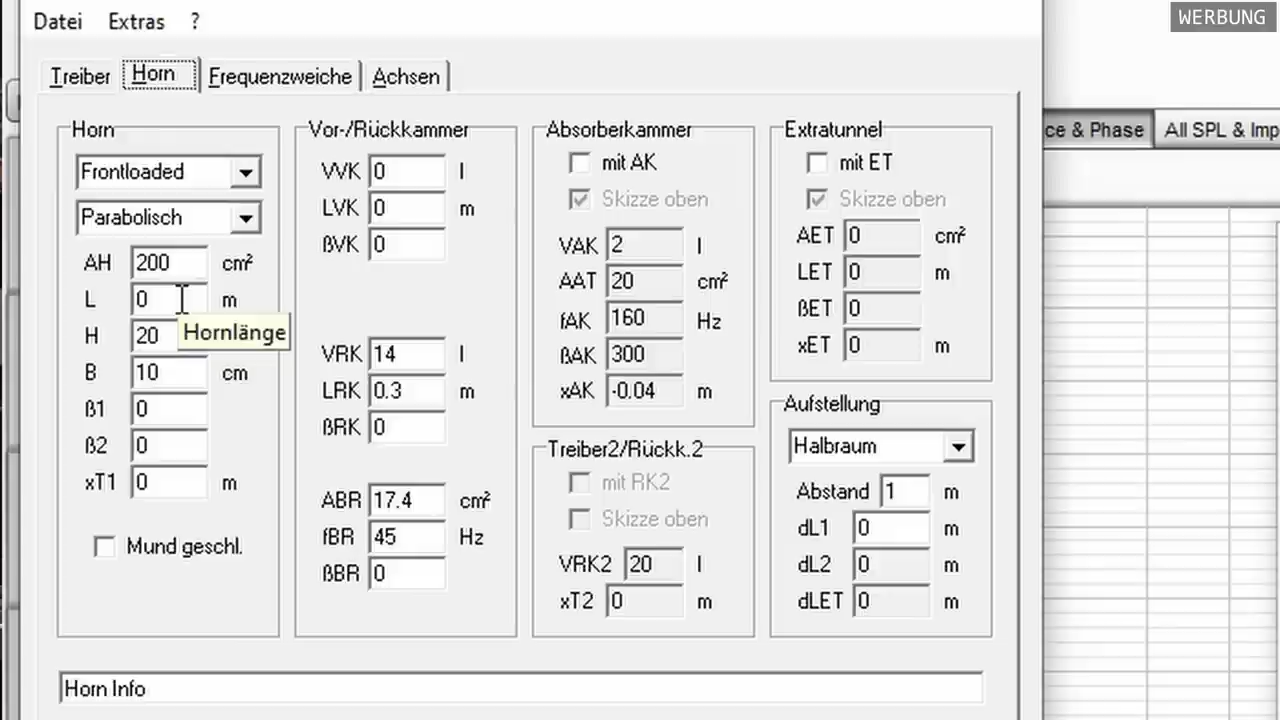 WERBUNG
Datei Extras ?
Treiber Horn Frequenzweiche Achsen
ce & Phase All SPL & Imp
Horn
Frontloaded
Parabolisch
AH 200 cm²
L 0 m
Hornlänge
H 20
B 10 cm
ß1 0
ß2 0
xT1 0 m
Mund geschl.
Vor-/Rückkammer
VVK 0 l
LVK 0 m
ßVK 0
VRK 14 l
LRK 0.3 m
ßRK 0
ABR 17.4 cm²
fBR 45 Hz
ßBR 0
Absorberkammer
mit AK
Skizze oben
VAK 2 l
AAT 20 cm²
fAK 160 Hz
ßAK 300
xAK -0.04 m
Treiber2/Rückk.2
mit RK2
Skizze oben
VRK2 20 l
xT2 0 m
Extratunnel
mit ET
Skizze oben
AET 0 cm²
LET 0 m
ßET 0
xET 0 m
Aufstellung
Halbraum
Abstand 1 m
dL1 0 m
dL2 0 m
dLET 0 m
Horn Info